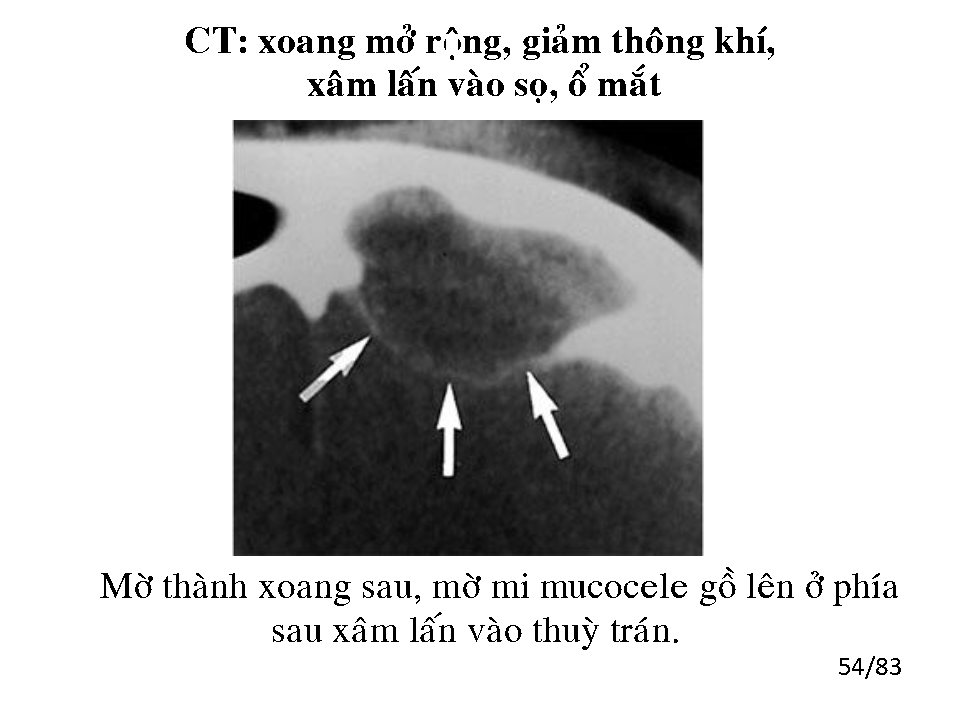 CT: xoang mở rộng, giảm thông khí,
xâm lấn vào sọ, ổ mắt
Mờ thành xoang sau, mờ mi mucocele gồ lên ở phía
sau xâm lấn vào thuỳ trán.
54/83